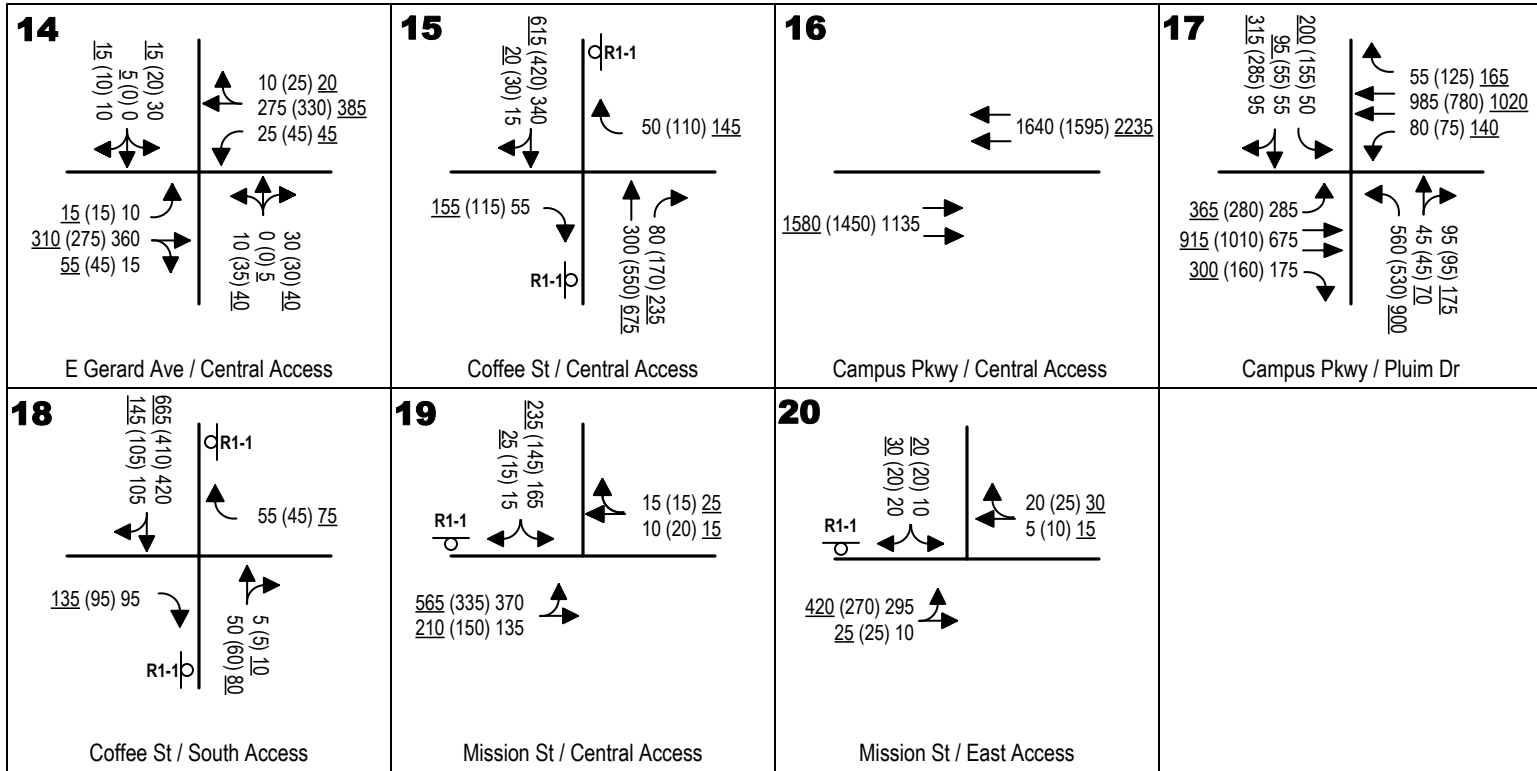 14
15 (20) 30
5 (0) 0
15 (10) 10
10 (25) 20
275 (330) 385
25 (45) 45
15 (15) 10
310 (275) 360
55 (45) 15
30 (30) 40
0 (0) 5
10 (35) 40
E Gerard Ave / Central Access
15
615 (420) 340
20 (30) 15
R1-1
50 (110) 145
155 (115) 55
R1-1
80 (170) 235
300 (550) 675
Coffee St / Central Access
16
1640 (1595) 2235
1580 (1450) 1135
Campus Pkwy / Central Access
17
200 (155) 50
95 (55) 55
315 (285) 95
55 (125) 165
985 (780) 1020
80 (75) 140
365 (280) 285
915 (1010) 675
300 (160) 175
95 (95) 175
45 (45) 70
560 (530) 900
Campus Pkwy / Pluim Dr
18
665 (410) 420
145 (105) 105
R1-1
55 (45) 75
135 (95) 95
R1-1
5 (5) 10
50 (60) 80
Coffee St / South Access
19
235 (145) 165
25 (15) 15
R1-1
15 (15) 25
10 (20) 15
565 (335) 370
210 (150) 135
Mission St / Central Access
20
20 (20) 10
30 (20) 20
R1-1
20 (25) 30
5 (10) 15
420 (270) 295
25 (25) 10
Mission St / East Access